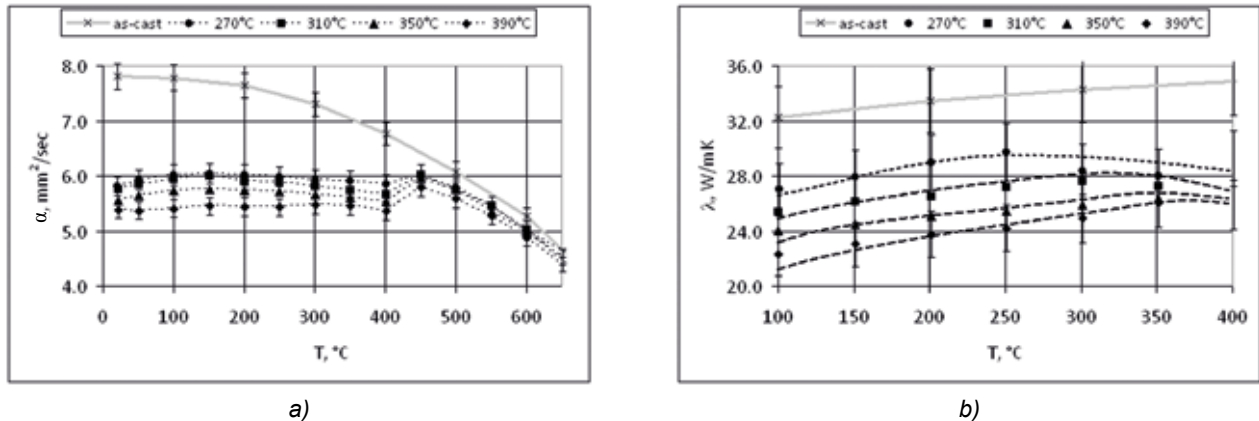 as-cast 270°C 310°C 350°C 390°C
8.0
7.0
6.0
5.0
4.0
α, mm²/sec
0 100 200 300 400 500 600
T, °C
a)
as-cast 270°C 310°C 350°C 390°C
36.0
32.0
28.0
24.0
20.0
λ, W/mK
100 150 200 250 300 350 400
T, °C
b)